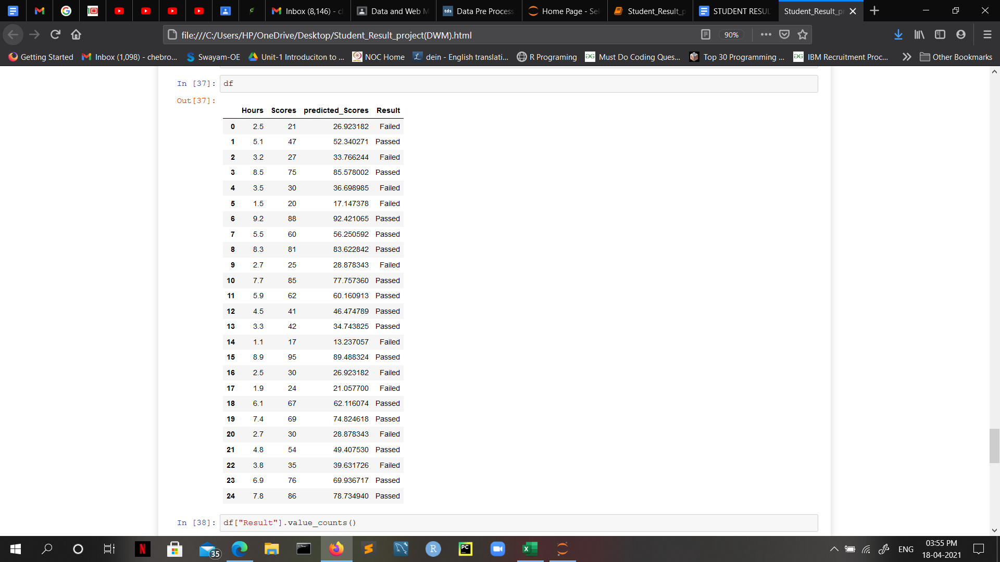 Inbox (8,146) - ch
Data and Web M
tds Data Pre Process
Home Page - Sel
Student_Result_p
STUDENT RESUL
Student_Result_pr
file:///C:/Users/HP/OneDrive/Desktop/Student_Result_project(DWM).html
90%
Getting Started
Inbox (1,098) - chebro...
Swayam-OE
Unit-1 Introduciton to ...
NOC Home
dein - English translati...
R Programing
Must Do Coding Ques...
Top 30 Programming ...
IBM Recruitment Proc...
Other Bookmarks
In [37]: df
Out[37]:
Hours Scores predicted_Scores Result
0 2.5 21 26.923182 Failed
1 5.1 47 52.340271 Passed
2 3.2 27 33.766244 Failed
3 8.5 75 85.578002 Passed
4 3.5 30 36.698985 Failed
5 1.5 20 17.147378 Failed
6 9.2 88 92.421065 Passed
7 5.5 60 56.250592 Passed
8 8.3 81 83.622842 Passed
9 2.7 25 28.878343 Failed
10 7.7 85 77.757360 Passed
11 5.9 62 60.160913 Passed
12 4.5 41 46.474789 Passed
13 3.3 42 34.743825 Passed
14 1.1 17 13.237057 Failed
15 8.9 95 89.488324 Passed
16 2.5 30 26.923182 Failed
17 1.9 24 21.057700 Failed
18 6.1 67 62.116074 Passed
19 7.4 69 74.824618 Passed
20 2.7 30 28.878343 Failed
21 4.8 54 49.407530 Passed
22 3.8 35 39.631726 Failed
23 6.9 76 69.936717 Passed
24 7.8 86 78.734940 Passed
In [38]: df["Result"].value_counts()
35
ENG
03:55 PM
18-04-2021